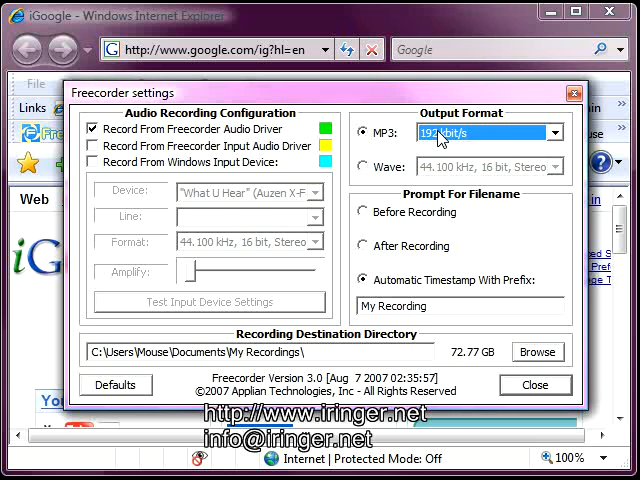 iGoogle - Windows Internet Explorer
http://www.google.com/ig?hl=en
Google
File
Links
Web
in
iG
Freecorder settings
Audio Recording Configuration
Record From Freecorder Audio Driver
Record From Freecorder Input Audio Driver
Record From Windows Input Device:
Device:
"What U Hear" (Auzen X-F
Line:
Format:
44.100 kHz, 16 bit, Stereo
Amplify:
Test Input Device Settings
Output Format
MP3:
192 kbit/s
Wave:
44.100 kHz, 16 bit, Stereo
Prompt For Filename
Before Recording
After Recording
Automatic Timestamp With Prefix:
My Recording
Recording Destination Directory
C:\Users\Mouse\Documents\My Recordings\
72.77 GB
Browse
Defaults
Freecorder Version 3.0 [Aug 7 2007 02:35:57]
©2007 Applian Technologies, Inc - All Rights Reserved
Close
http://www.iringer.net
info@iringer.net
Internet | Protected Mode: Off
100%